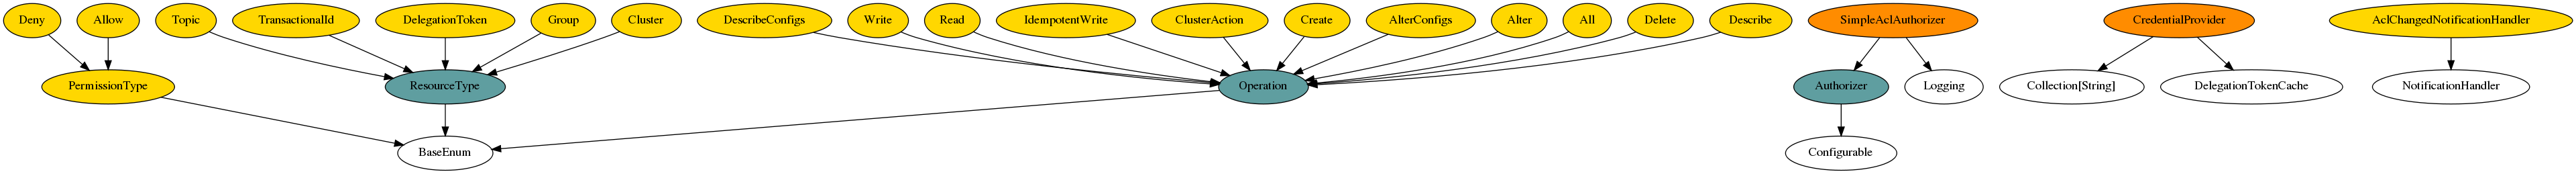 Deny
Allow
Topic
TransactionalId
DelegationToken
Group
Cluster
DescribeConfigs
Write
Read
IdempotentWrite
ClusterAction
Create
AlterConfigs
Alter
All
Delete
Describe
SimpleAclAuthorizer
CredentialProvider
AclChangedNotificationHandler
PermissionType
ResourceType
Operation
Authorizer
Logging
Collection[String]
DelegationTokenCache
NotificationHandler
BaseEnum
Configurable